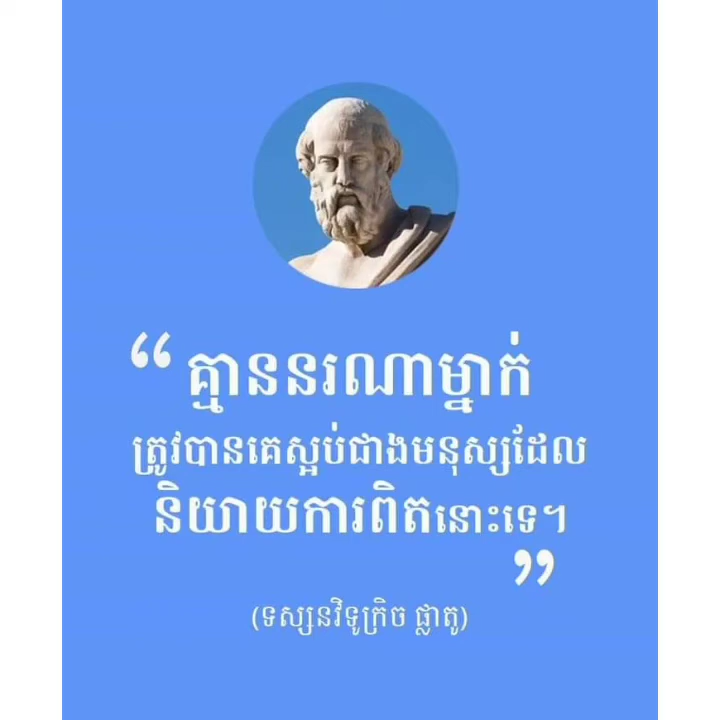 “ គ្មាននរណាម្នាក់
ត្រូវបានគេស្អប់ជាងមនុស្សដែល
និយាយការពិតនោះទេ។
”
(ទស្សនវិទូក្រិច ផ្លាតូ)